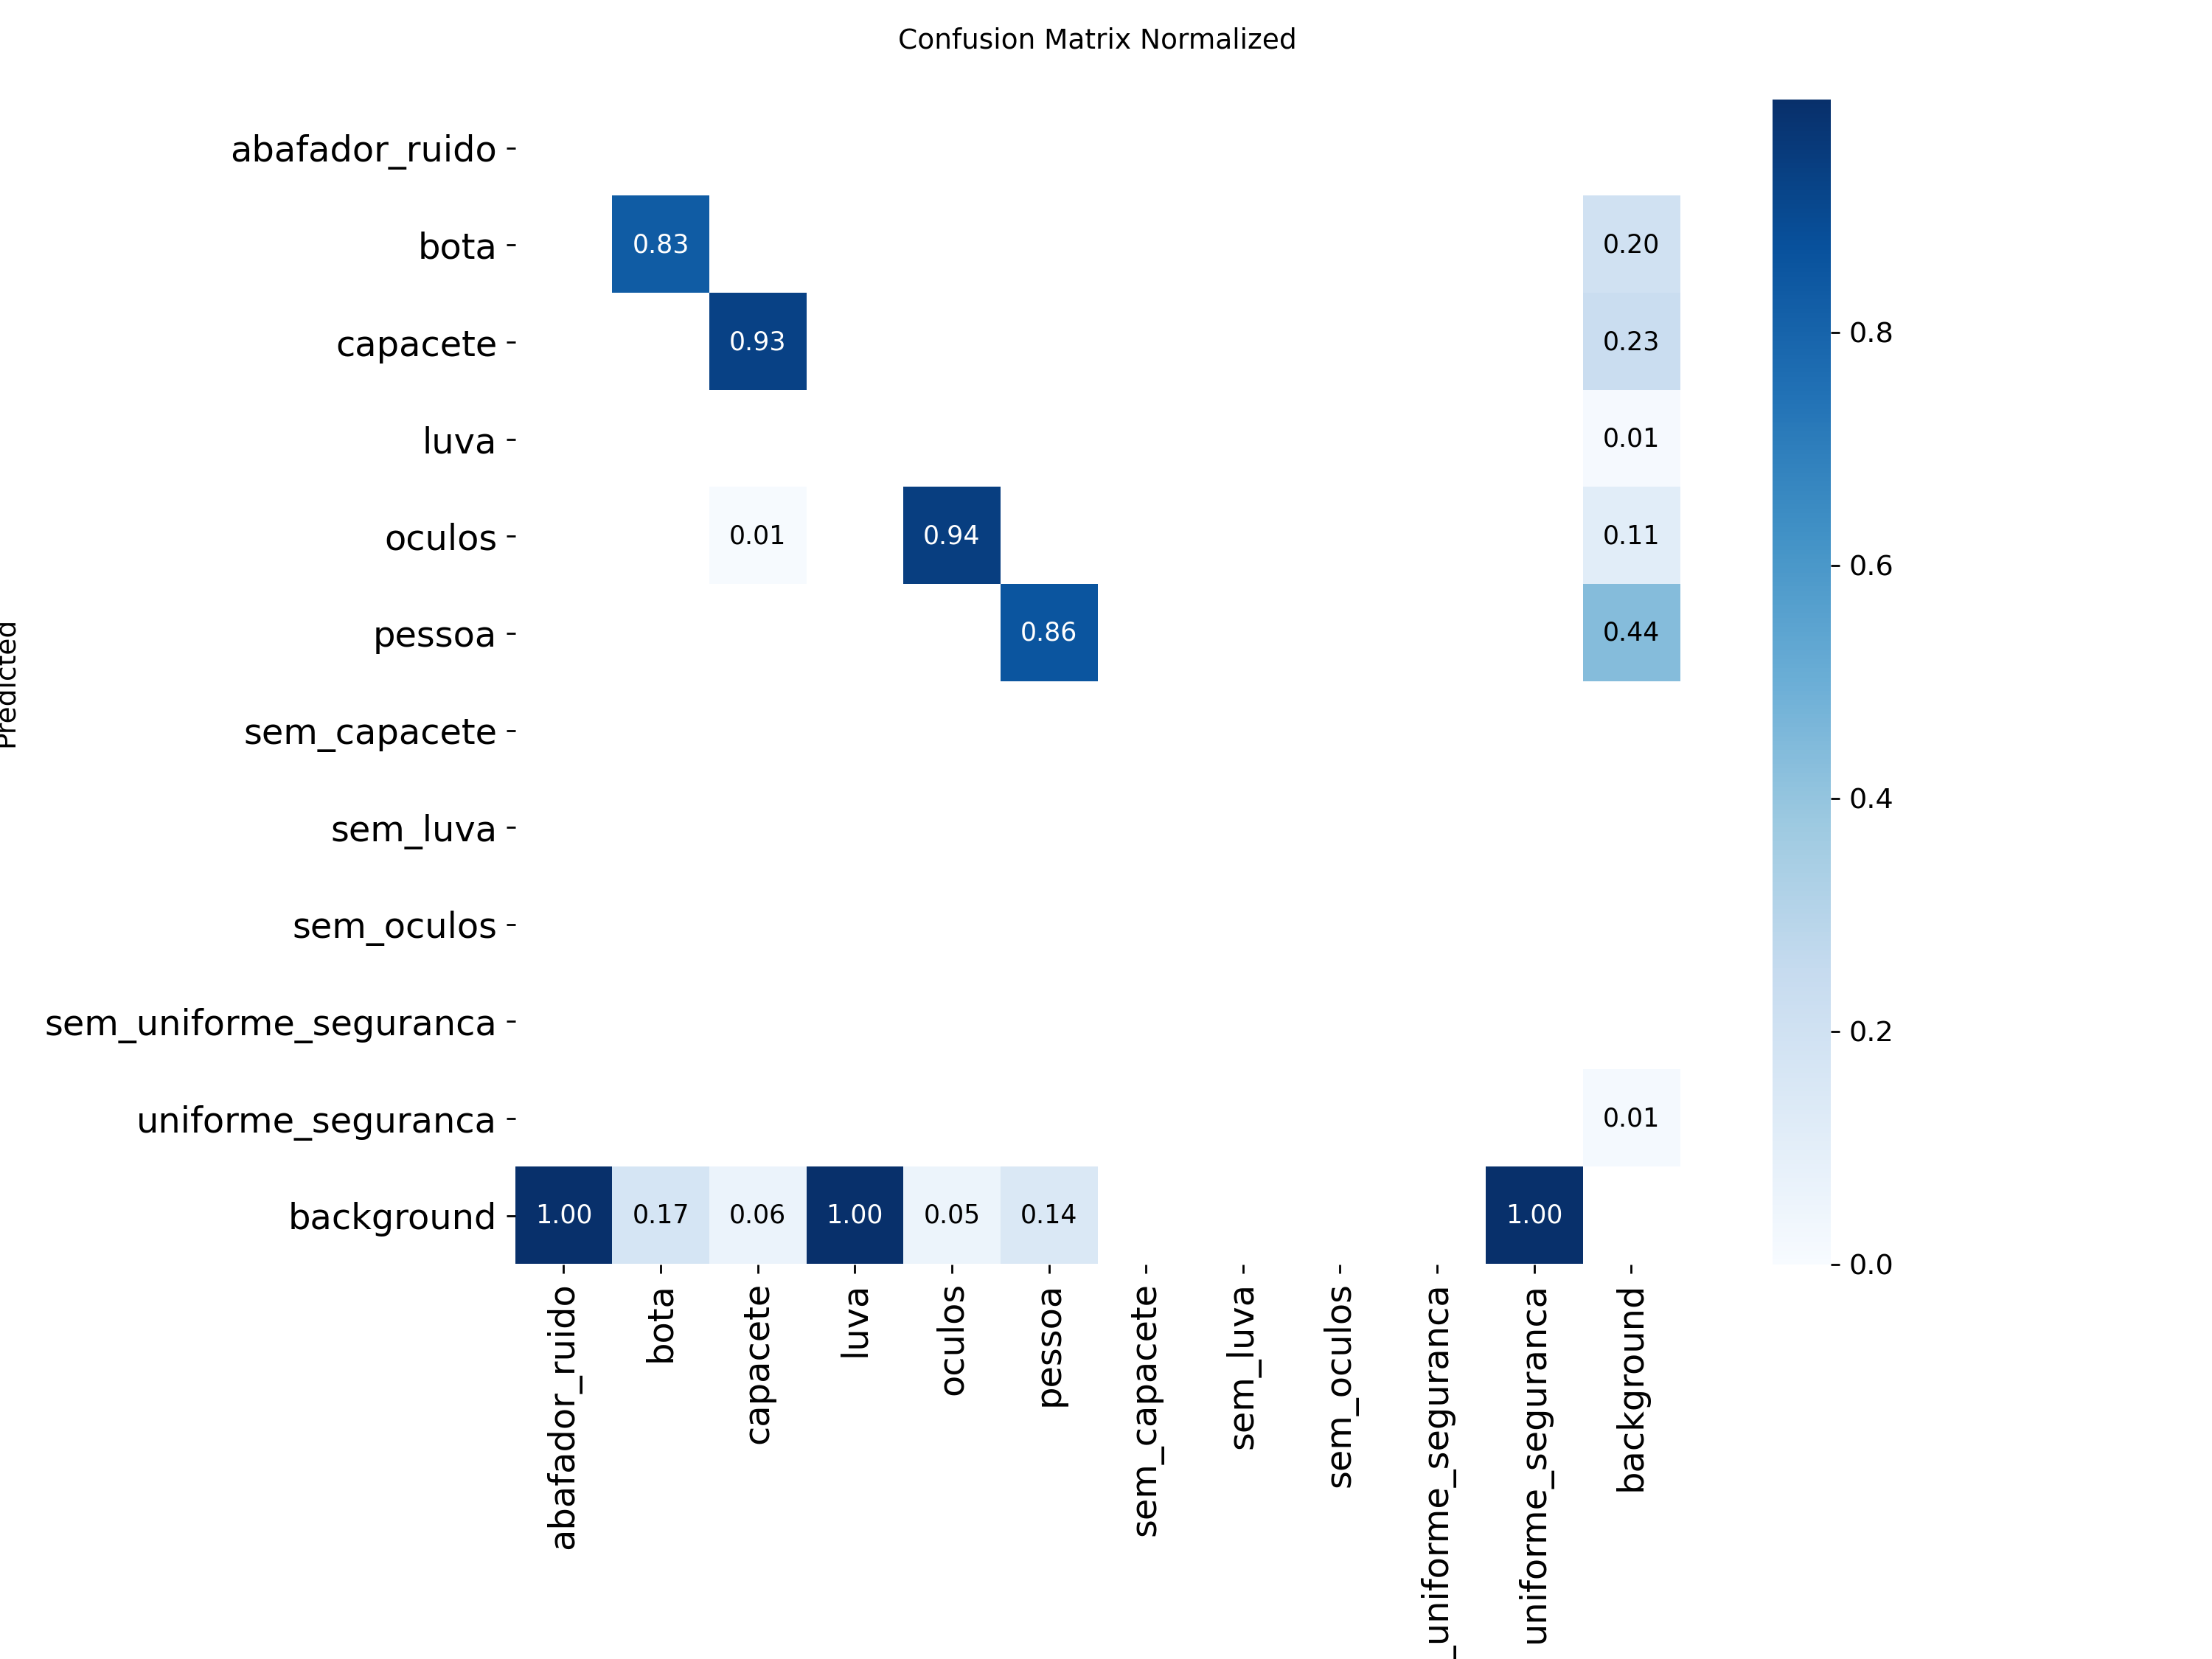 Confusion Matrix Normalized
abafador_ruido
bota
0.83
0.20
capacete
0.93
0.23
0.8
luva
0.01
oculos
0.01
0.94
0.11
0.6
pessoa
0.86
0.44
Predicted
sem_capacete
sem_luva
0.4
sem_oculos
sem_uniforme_seguranca
0.2
uniforme_seguranca
0.01
background
1.00
0.17
0.06
1.00
0.05
0.14
1.00
0.0
abafador_ruido
bota
capacete
luva
oculos
pessoa
sem_capacete
sem_luva
sem_oculos
_uniforme_seguranca
uniforme_seguranca
background